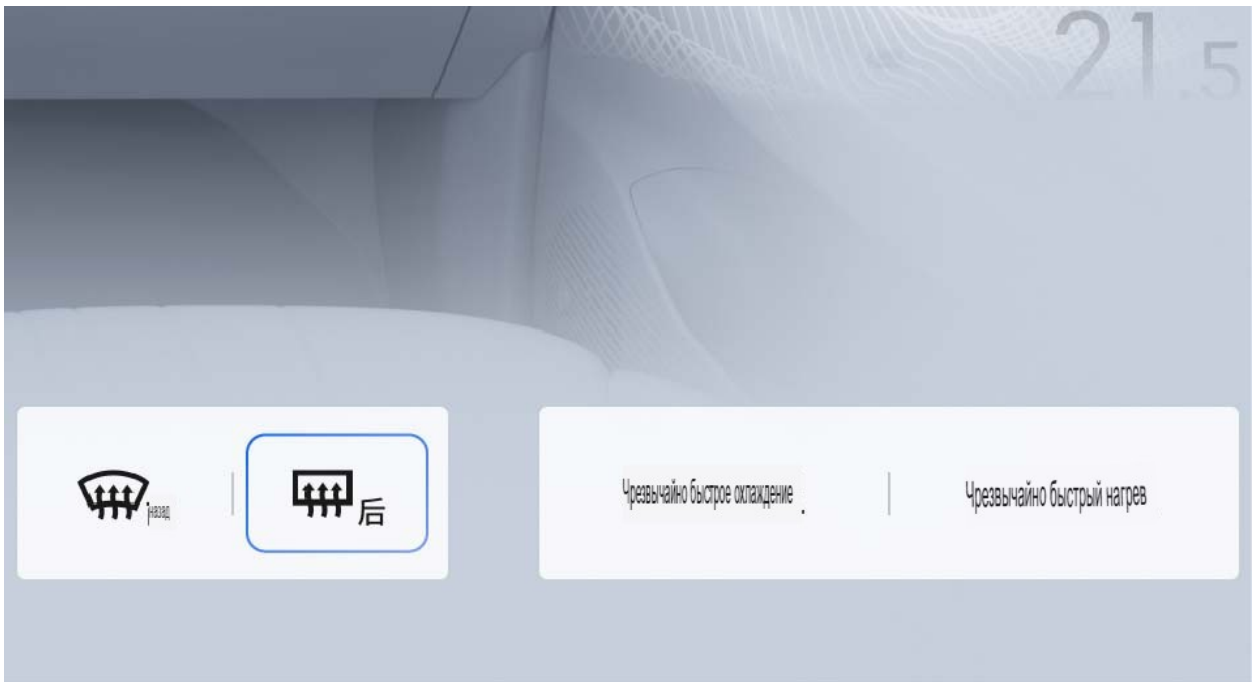 21.5
назад
后
Чрезвычайно быстрое охлаждение
Чрезвычайно быстрый нагрев